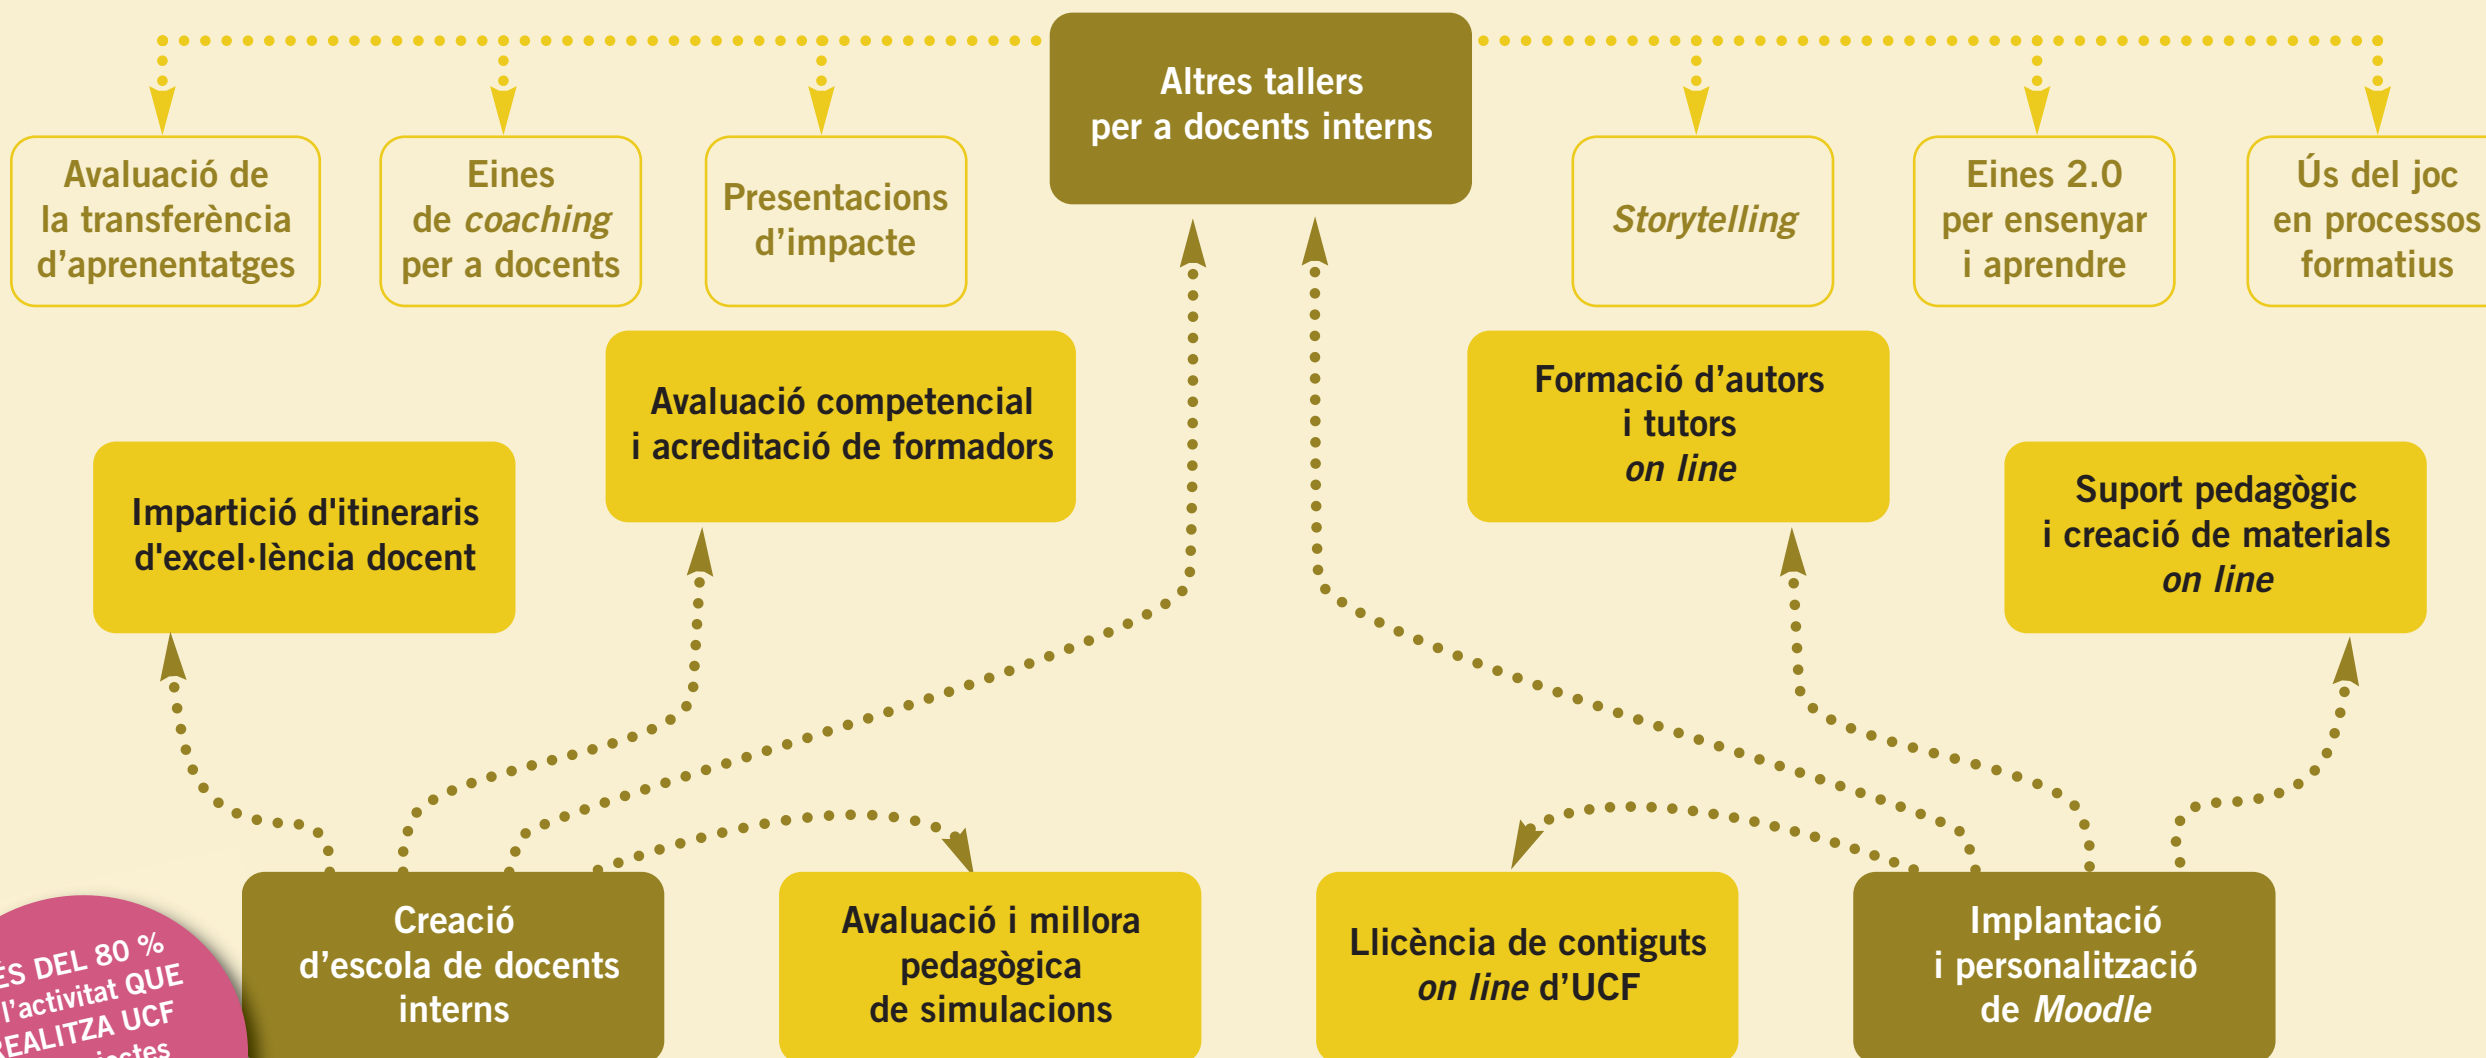 Altres tallers
per a docents interns
Avaluació de
la transferència
d’aprenentatges
Eines
de coaching
per a docents
Presentacions
d’impacte
Storytelling
Eines 2.0
per ensenyar
i aprendre
Ús del joc
en processos
formatius
Avaluació competencial
i acreditació de formadors
Formació d’autors
i tutors
on line
Impartició d'itineraris
d'excel·lència docent
Suport pedagògic
i creació de materials
on line
Creació
d’escola de docents
interns
Avaluació i millora
pedagògica
de simulacions
Llicència de contiguts
on line d’UCF
Implantació
i personalització
de Moodle
DEL 80 %
l’activitat QUE
UCF